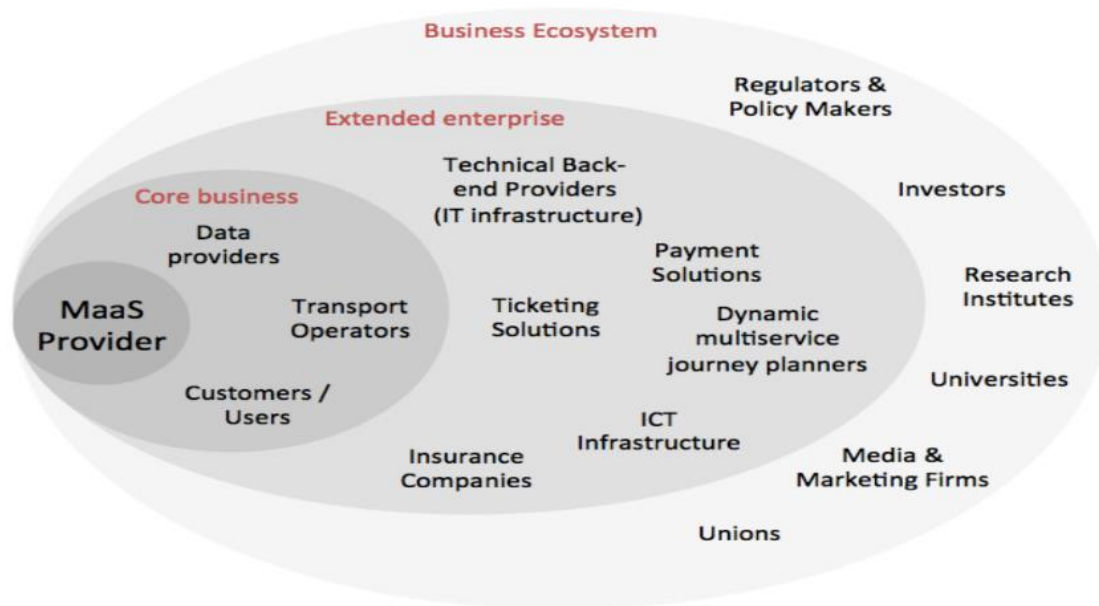 Business Ecosystem
Regulators &
Policy Makers
Extended enterprise
Technical Back-
end Providers
(IT infrastructure)
Investors
Core business
Data
providers
Payment
Solutions
Research
Institutes
MaaS
Provider
Transport
Operators
Ticketing
Solutions
Dynamic
multiservice
journey planners
Universities
Customers /
Users
ICT
Infrastructure
Insurance
Companies
Media &
Marketing Firms
Unions